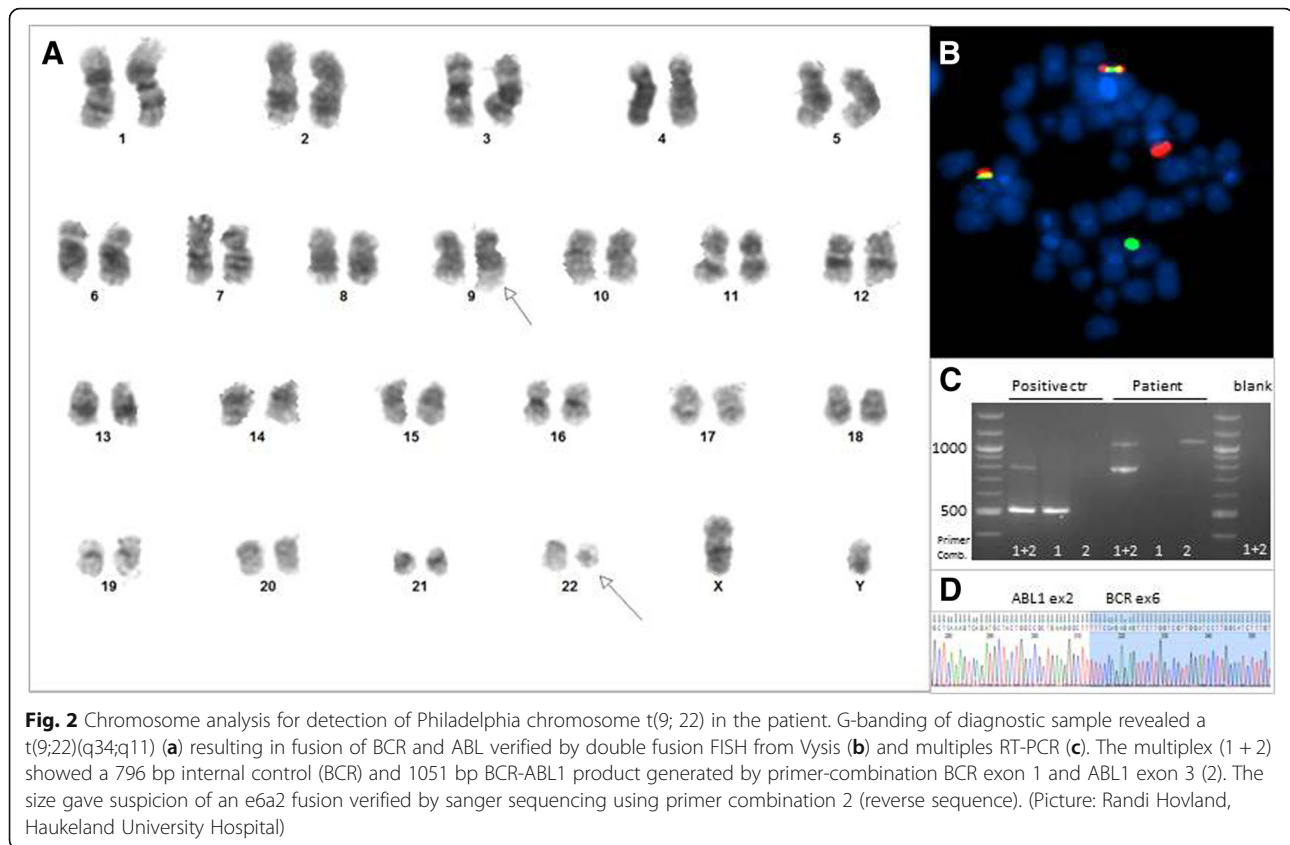 A
1 2 3 4 5
6 7 8 9 10 11 12
13 14 15 16 17 18
19 20 21 22 X Y
B
C
Positive ctr Patient blank
1000
500
Primer
Comb. 1+2 1 2 1+2 1 2 1+2
D
ABL1 ex2 BCR ex6
Fig. 2 Chromosome analysis for detection of Philadelphia chromosome t(9; 22) in the patient. G-banding of diagnostic sample revealed a
t(9;22)(q34;q11) (a) resulting in fusion of BCR and ABL verified by double fusion FISH from Vysis (b) and multiples RT-PCR (c). The multiplex (1 + 2)
showed a 796 bp internal control (BCR) and 1051 bp BCR-ABL1 product generated by primer-combination BCR exon 1 and ABL1 exon 3 (2). The
size gave suspicion of an e6a2 fusion verified by sanger sequencing using primer combination 2 (reverse sequence). (Picture: Randi Hovland,
Haukeland University Hospital)